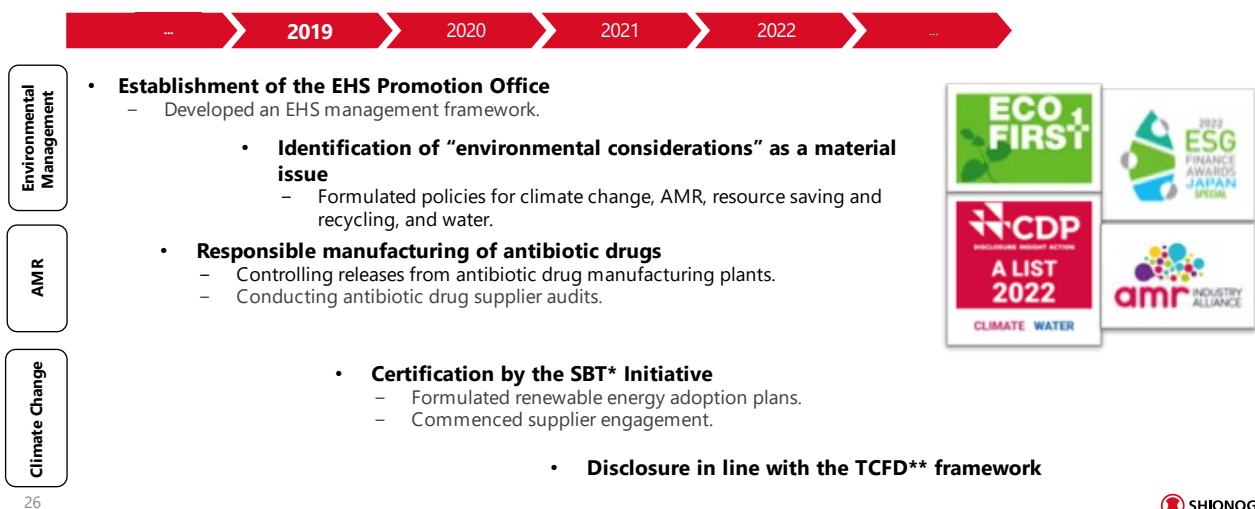 ... 2019 2020 2021 2022 ...
Environmental
Management
• Establishment of the EHS Promotion Office
– Developed an EHS management framework.
• Identification of “environmental considerations” as a material
issue
– Formulated policies for climate change, AMR, resource saving and
recycling, and water.
AMR
• Responsible manufacturing of antibiotic drugs
– Controlling releases from antibiotic drug manufacturing plants.
– Conducting antibiotic drug supplier audits.
Climate Change
• Certification by the SBT* Initiative
– Formulated renewable energy adoption plans.
– Commenced supplier engagement.
• Disclosure in line with the TCFD** framework
ECO
FIRST
2022
ESG
FINANCE
AWARDS
JAPAN
SPECIAL
CDP
DISCLOSURE INSIGHT ACTION
A LIST
2022
CLIMATE WATER
amr INDUSTRY
ALLIANCE
26
SHIONOG